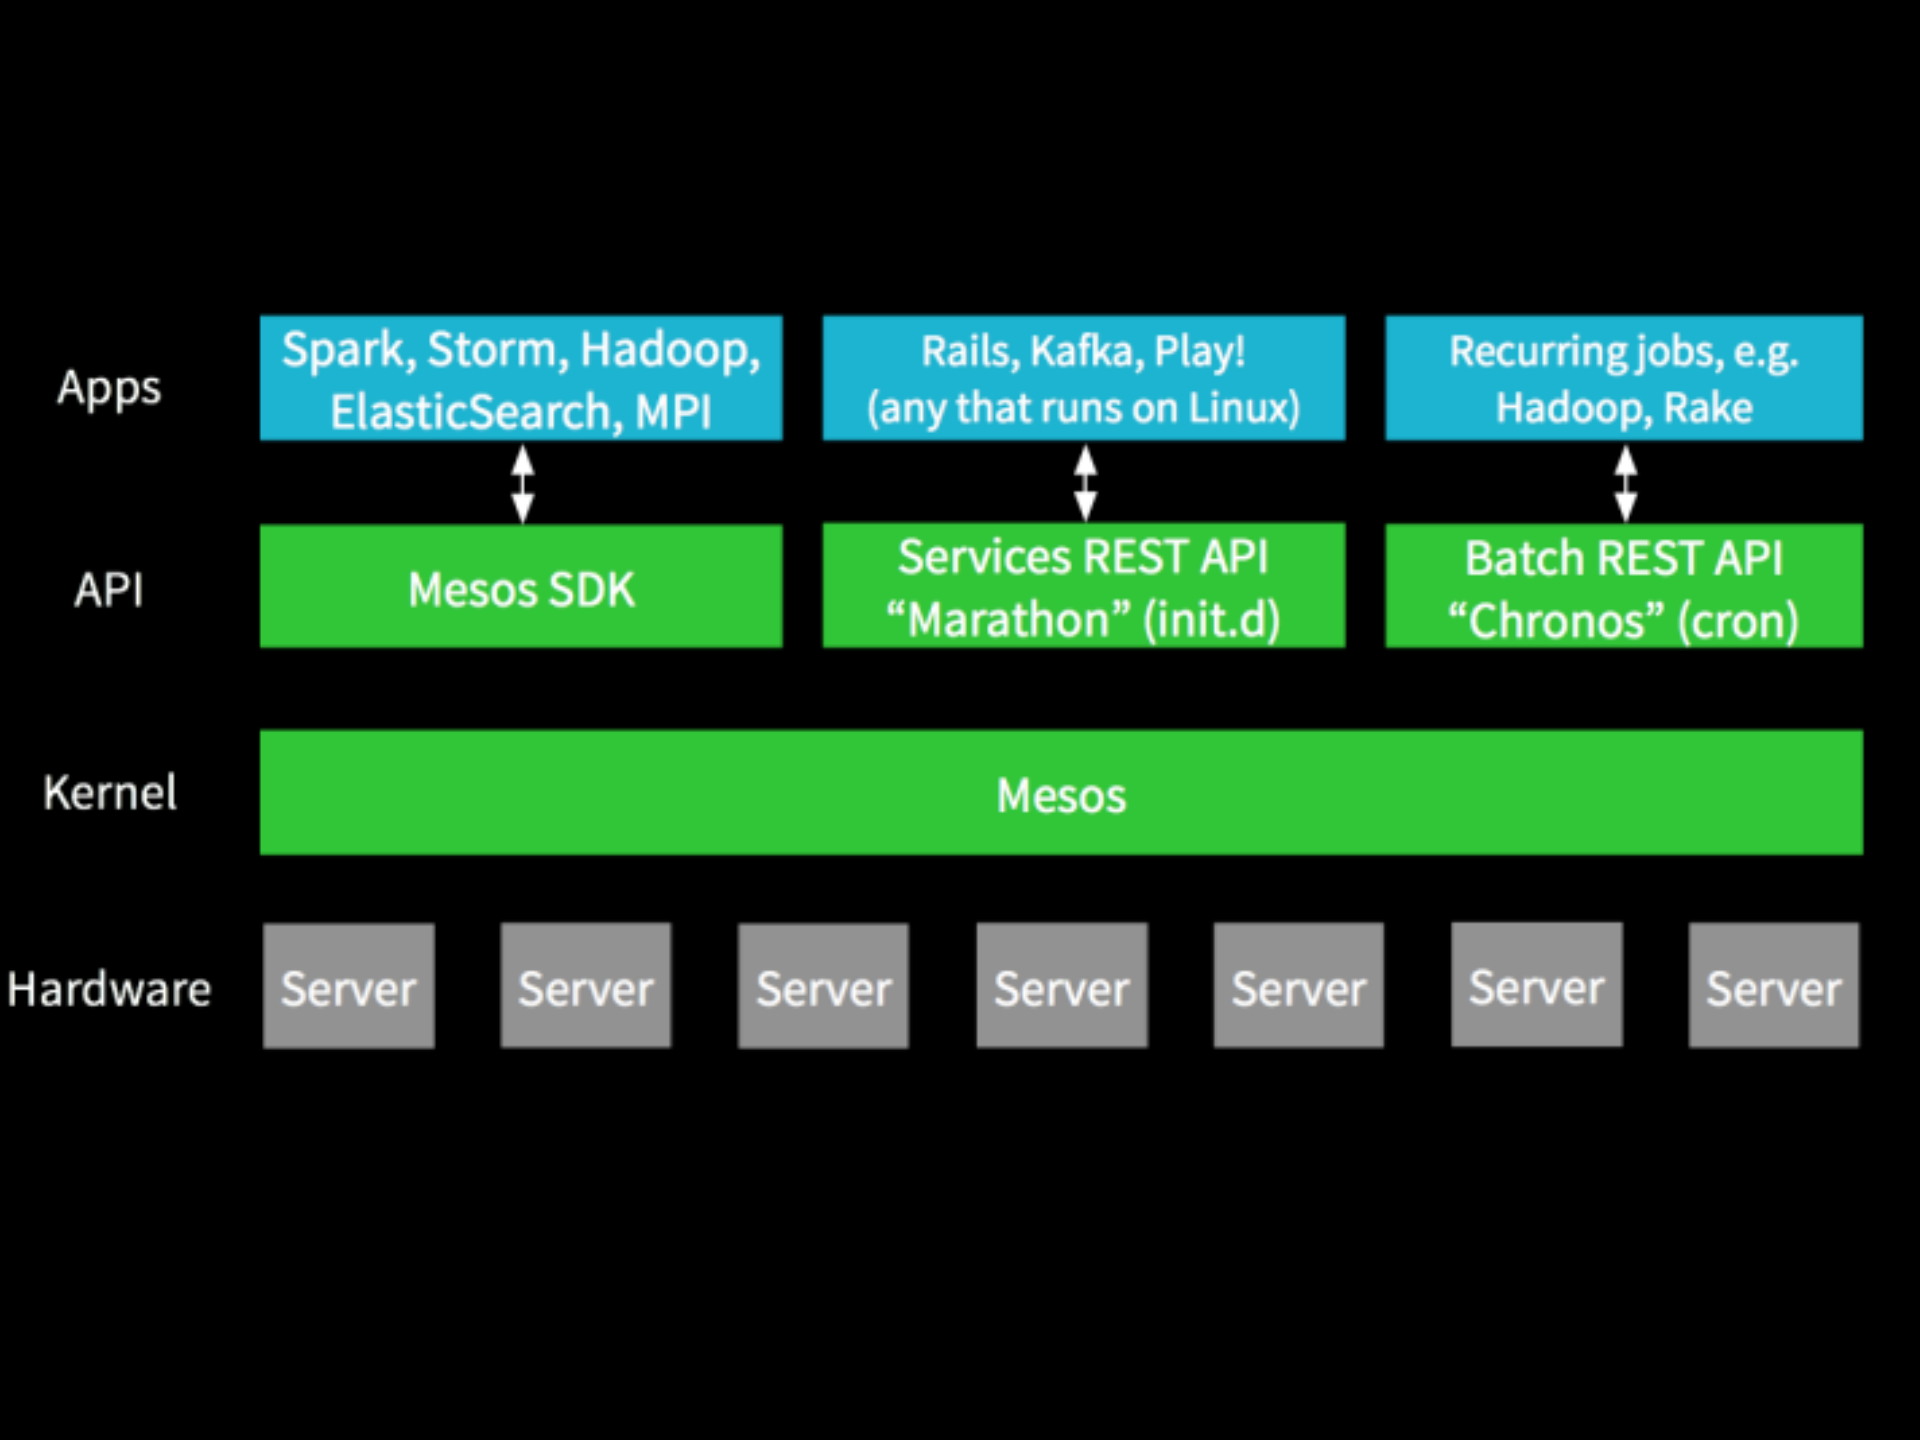 Apps
Spark, Storm, Hadoop,
ElasticSearch, MPI
Rails, Kafka, Play!
(any that runs on Linux)
Recurring jobs, e.g.
Hadoop, Rake
API
Mesos SDK
Services REST API
“Marathon” (init.d)
Batch REST API
“Chronos” (cron)
Kernel
Mesos
Hardware
Server
Server
Server
Server
Server
Server
Server